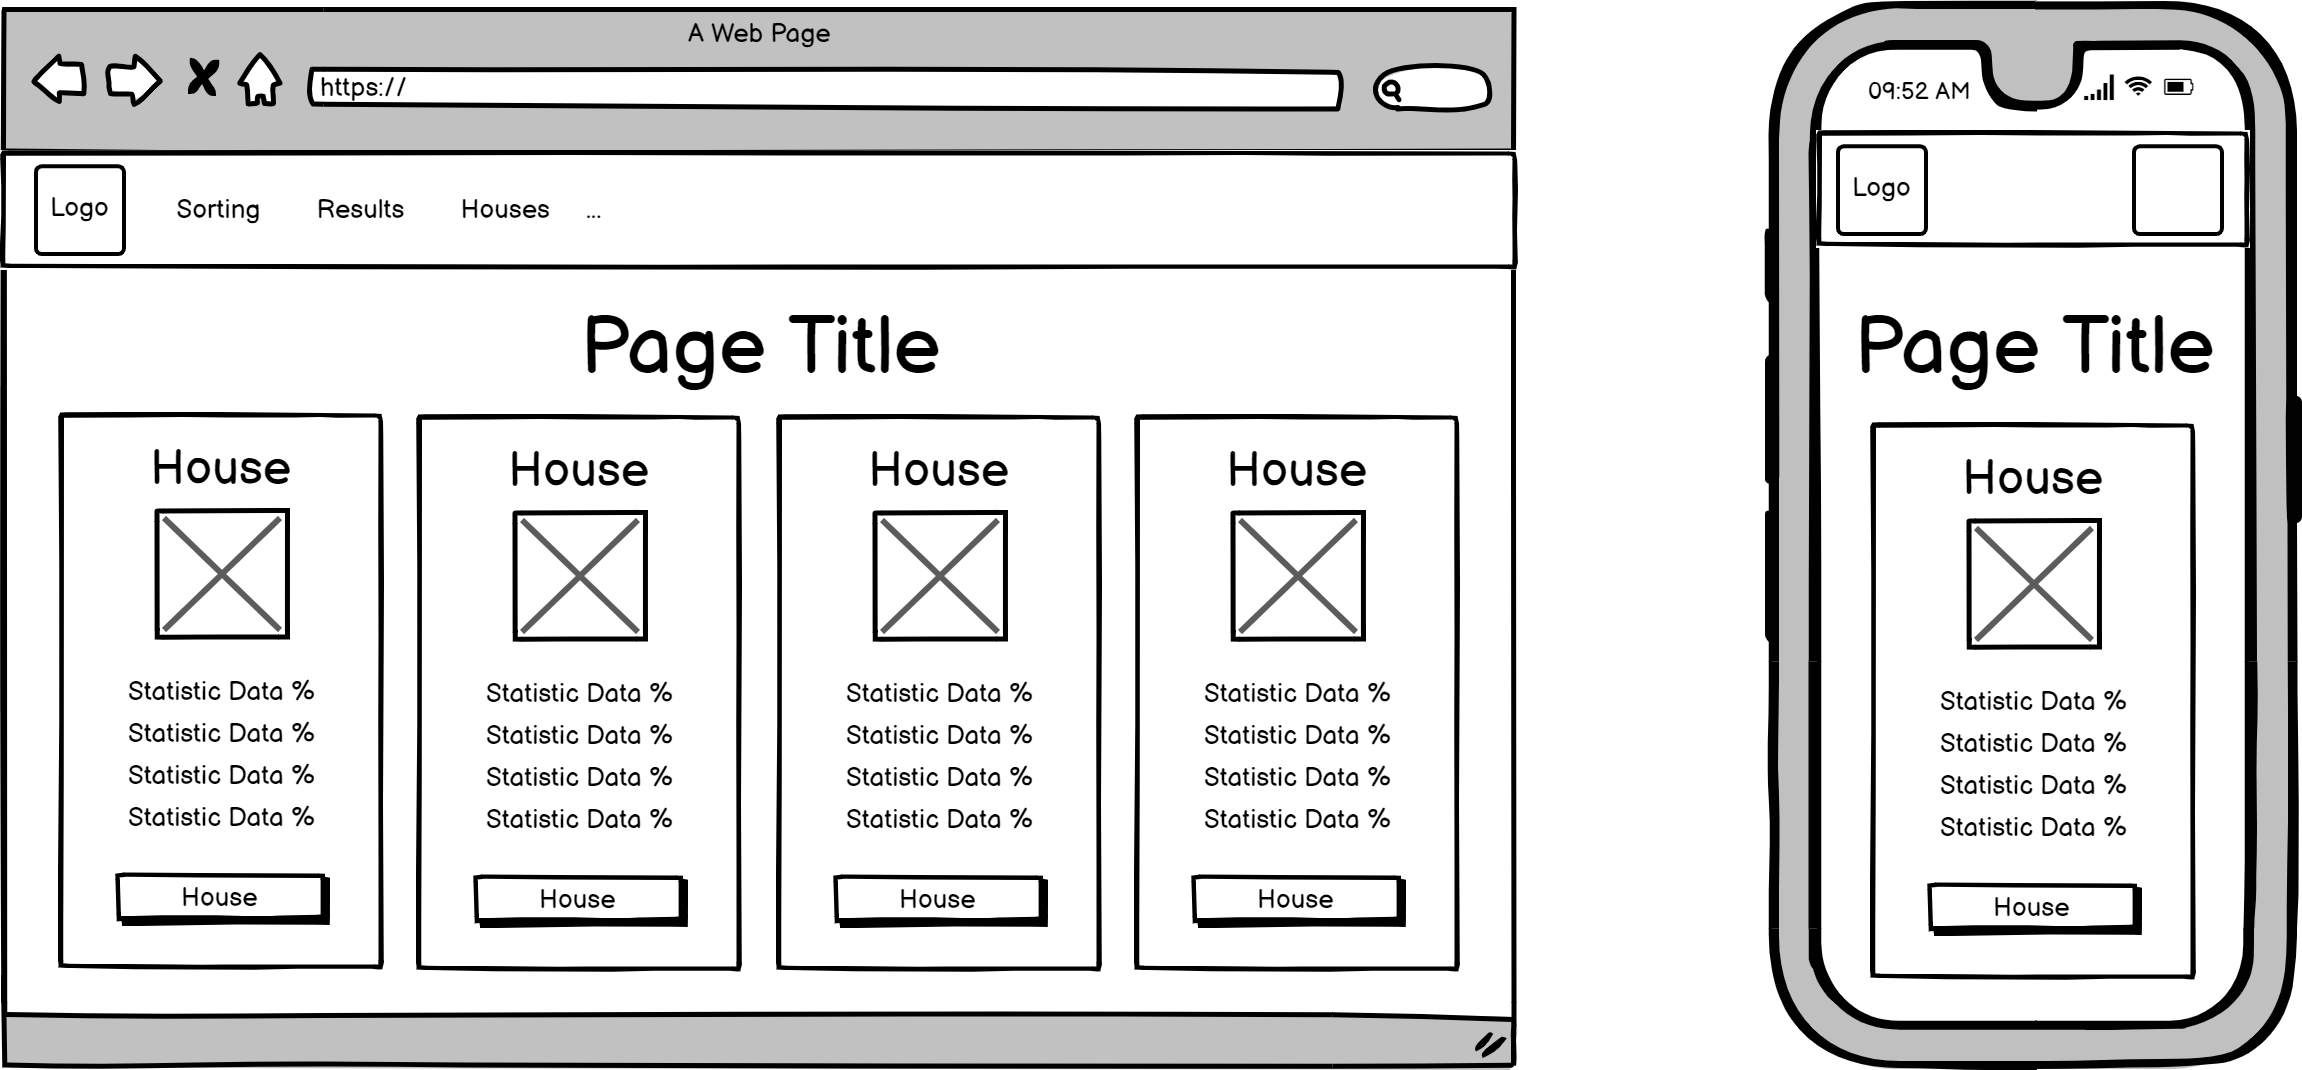 A Web Page
https://
Logo Sorting Results Houses ...
Page Title
House House House House
Statistic Data % Statistic Data % Statistic Data % Statistic Data %
Statistic Data % Statistic Data % Statistic Data % Statistic Data %
Statistic Data % Statistic Data % Statistic Data % Statistic Data %
Statistic Data % Statistic Data % Statistic Data % Statistic Data %
House House House House
09:52 AM
Logo
Page Title
House
Statistic Data %
Statistic Data %
Statistic Data %
Statistic Data %
House